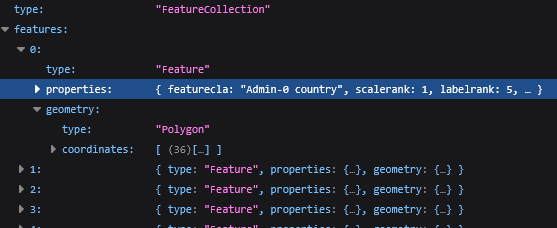 type: "FeatureCollection"
features:
0:
type: "Feature"
properties: { featurecla: "Admin-0 country", scalerank: 1, labelrank: 5, … }
geometry:
type: "Polygon"
coordinates: [ (36)[…] ]
1: { type: "Feature", properties: {…}, geometry: {…} }
2: { type: "Feature", properties: {…}, geometry: {…} }
3: { type: "Feature", properties: {…}, geometry: {…} }